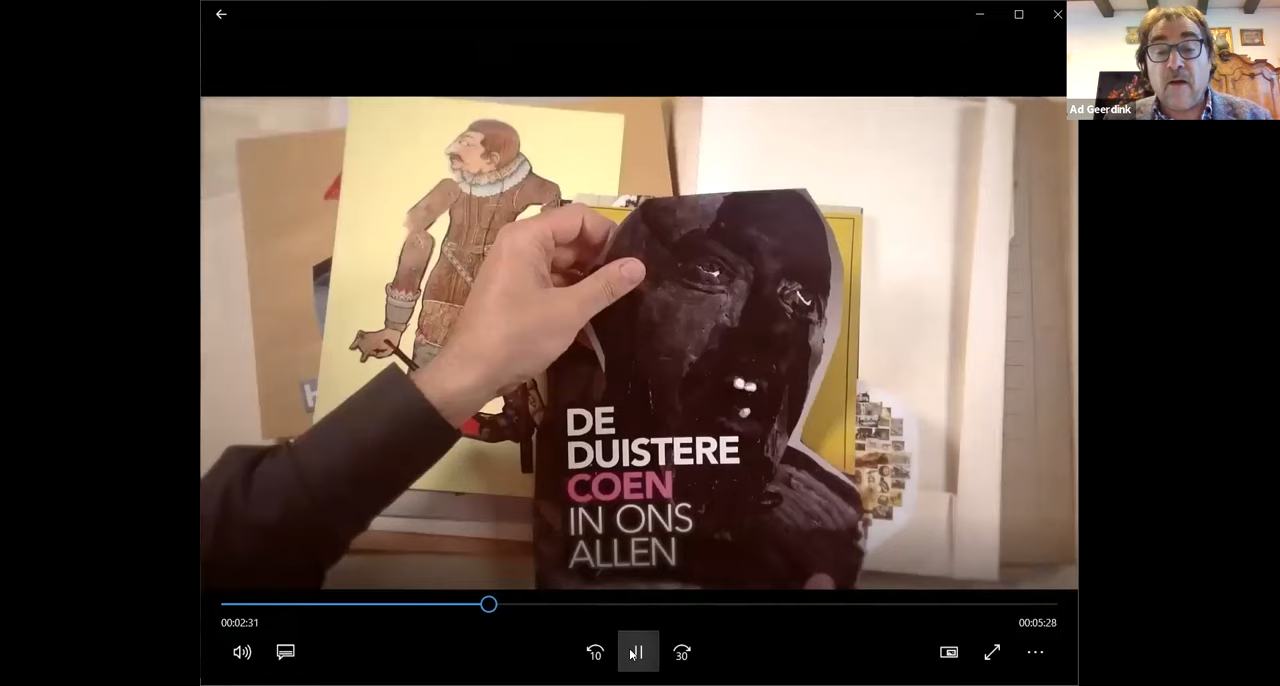 Ad Geerdink
DE
DUISTERE
COEN
IN ONS
ALLEN
00:02:31
00:05:28
10
30